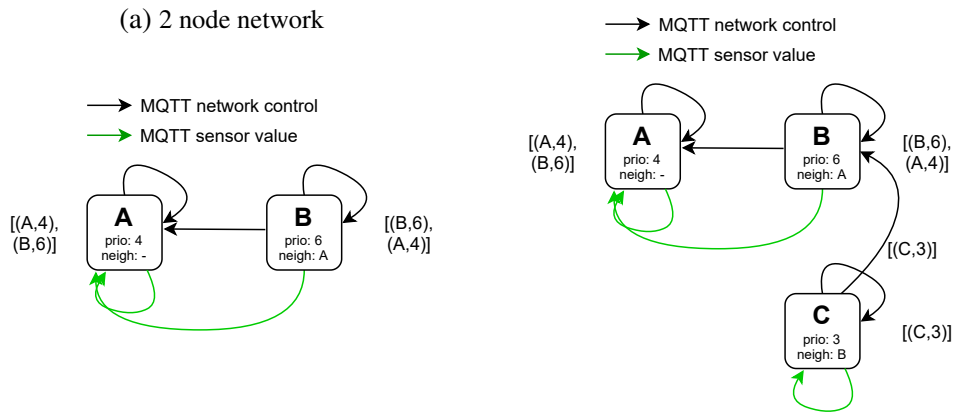 (a) 2 node network
MQTT network control
MQTT sensor value
A
prio: 4
neigh: -
[(A,4),
(B,6)]
B
prio: 6
neigh: A
[(B,6),
(A,4)]
MQTT network control
MQTT sensor value
[(A,4),
(B,6)]
A
prio: 4
neigh: -
B
prio: 6
neigh: A
[(B,6),
(A,4)]
[(C,3)]
C
prio: 3
neigh: B
[(C,3)]